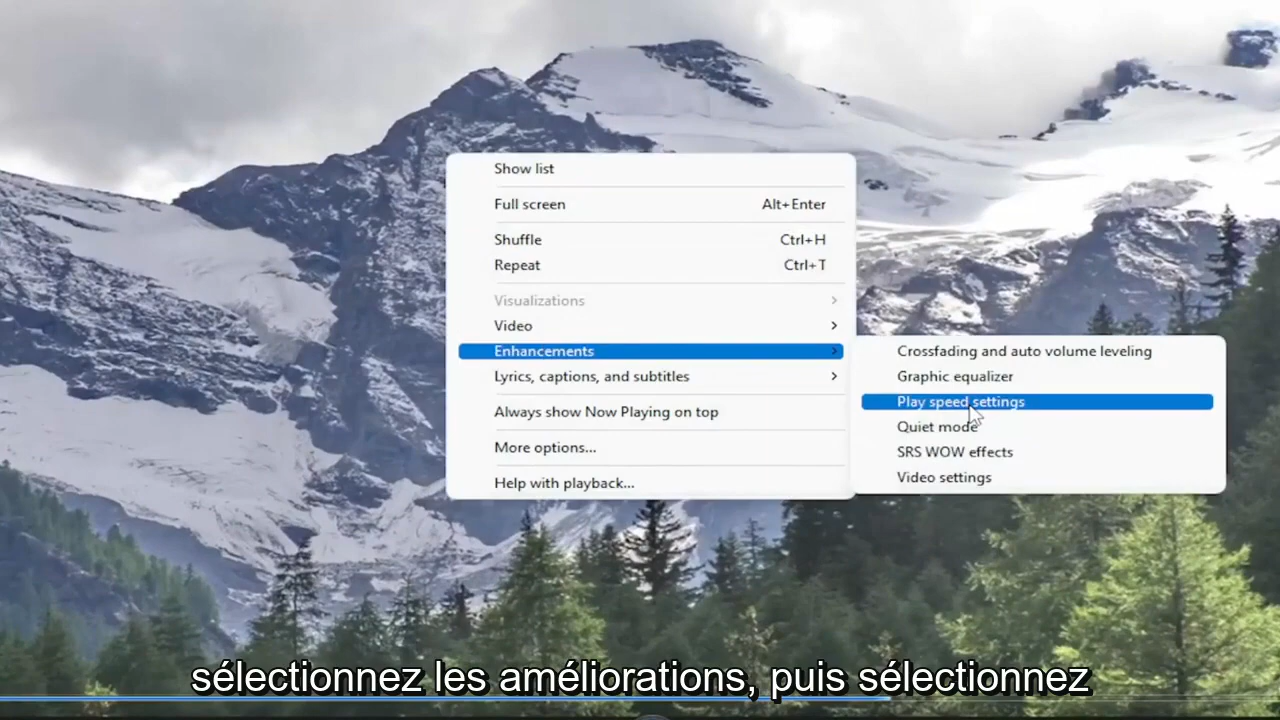 Show list
Full screen Alt+Enter
Shuffle Ctrl+H
Repeat Ctrl+T
Visualizations
Video
Enhancements
Lyrics, captions, and subtitles
Always show Now Playing on top
More options...
Help with playback...
Crossfading and auto volume leveling
Graphic equalizer
Play speed settings
Quiet mode
SRS WOW effects
Video settings
sélectionnez les améliorations, puis sélectionnez